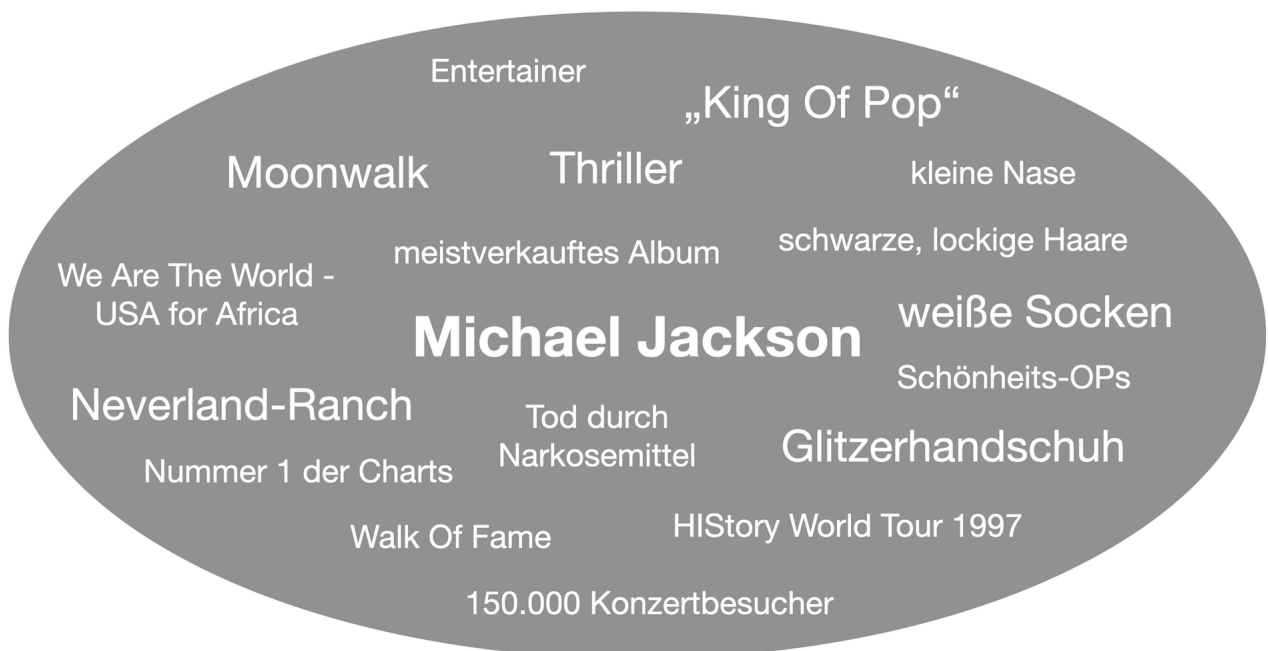 Entertainer
„King Of Pop“
Moonwalk
Thriller
kleine Nase
meistverkauftes Album
schwarze, lockige Haare
We Are The World -
USA for Africa
Michael Jackson
weiße Socken
Schönheits-OPs
Neverland-Ranch
Tod durch
Narkosemittel
Glitzerhandschuh
Nummer 1 der Charts
Walk Of Fame
HIStory World Tour 1997
150.000 Konzertbesucher